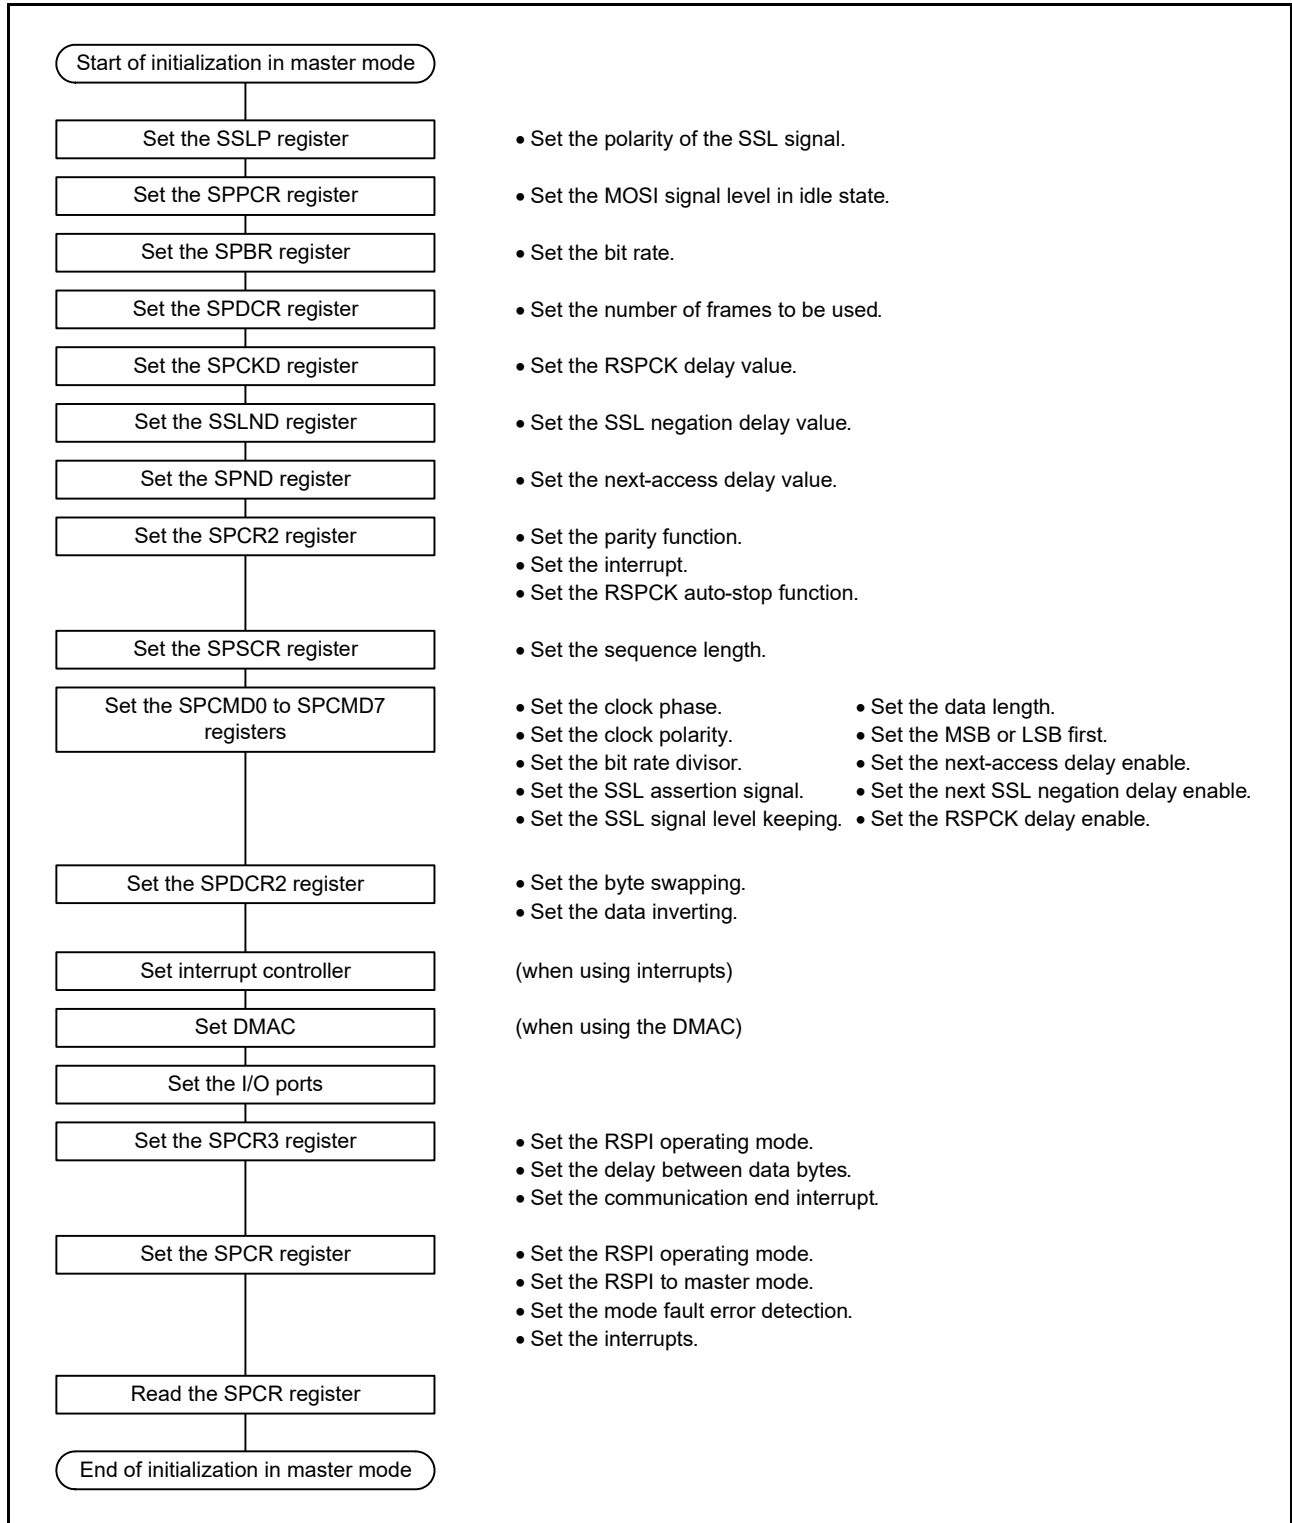 Start of initialization in master mode
Set the SSLP register
• Set the polarity of the SSL signal.
Set the SPPCR register
• Set the MOSI signal level in idle state.
Set the SPBR register
• Set the bit rate.
Set the SPDCR register
• Set the number of frames to be used.
Set the SPCKD register
• Set the RSPCK delay value.
Set the SSLND register
• Set the SSL negation delay value.
Set the SPND register
• Set the next-access delay value.
Set the SPCR2 register
• Set the parity function.
• Set the interrupt.
• Set the RSPCK auto-stop function.
Set the SPSCR register
• Set the sequence length.
Set the SPCMD0 to SPCMD7
registers
• Set the clock phase.
• Set the clock polarity.
• Set the bit rate divisor.
• Set the SSL assertion signal.
• Set the SSL signal level keeping.
• Set the data length.
• Set the MSB or LSB first.
• Set the next-access delay enable.
• Set the next SSL negation delay enable.
• Set the RSPCK delay enable.
Set the SPDCR2 register
• Set the byte swapping.
• Set the data inverting.
Set interrupt controller
(when using interrupts)
Set DMAC
(when using the DMAC)
Set the I/O ports
Set the SPCR3 register
• Set the RSPI operating mode.
• Set the delay between data bytes.
• Set the communication end interrupt.
Set the SPCR register
• Set the RSPI operating mode.
• Set the RSPI to master mode.
• Set the mode fault error detection.
• Set the interrupts.
Read the SPCR register
End of initialization in master mode